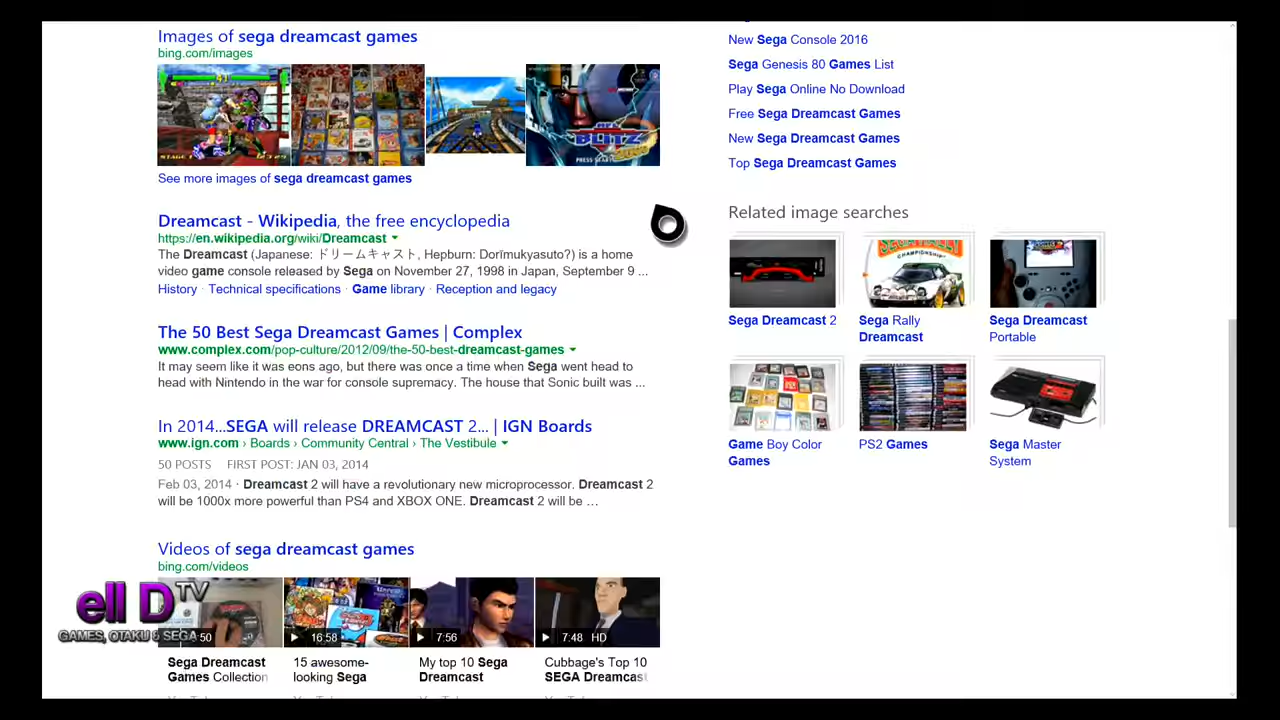 Images of sega dreamcast games
bing.com/images
See more images of sega dreamcast games
Dreamcast - Wikipedia, the free encyclopedia
https://en.wikipedia.org/wiki/Dreamcast
The Dreamcast (Japanese: ドリームキャスト, Hepburn: Dorīmukyasuto?) is a home
video game console released by Sega on November 27, 1998 in Japan, September 9 ...
History · Technical specifications · Game library · Reception and legacy
The 50 Best Sega Dreamcast Games | Complex
www.complex.com/pop-culture/2012/09/the-50-best-dreamcast-games
It may seem like it was eons ago, but there was once a time when Sega went head to
head with Nintendo in the war for console supremacy. The house that Sonic built was ...
In 2014...SEGA will release DREAMCAST 2... | IGN Boards
www.ign.com › Boards › Community Central › The Vestibule
50 POSTS FIRST POST: JAN 03, 2014
Feb 03, 2014 · Dreamcast 2 will have a revolutionary new microprocessor. Dreamcast 2
will be 1000x more powerful than PS4 and XBOX ONE. Dreamcast 2 will be …
Videos of sega dreamcast games
bing.com/videos
50
16:58
7:56
7:48 HD
Sega Dreamcast
Games Collection
15 awesome-
looking Sega
My top 10 Sega
Dreamcast
Cubbage's Top 10
SEGA Dreamcast
ell D TV
GAMES, OTAKU & SEGA
New Sega Console 2016
Sega Genesis 80 Games List
Play Sega Online No Download
Free Sega Dreamcast Games
New Sega Dreamcast Games
Top Sega Dreamcast Games
Related image searches
SEGA RALLY
CHAMPIONSHIP
Sega Dreamcast 2
Sega Rally
Dreamcast
Sega Dreamcast
Portable
Game Boy Color
Games
PS2 Games
Sega Master
System
BLITZ
2000
PRESS START